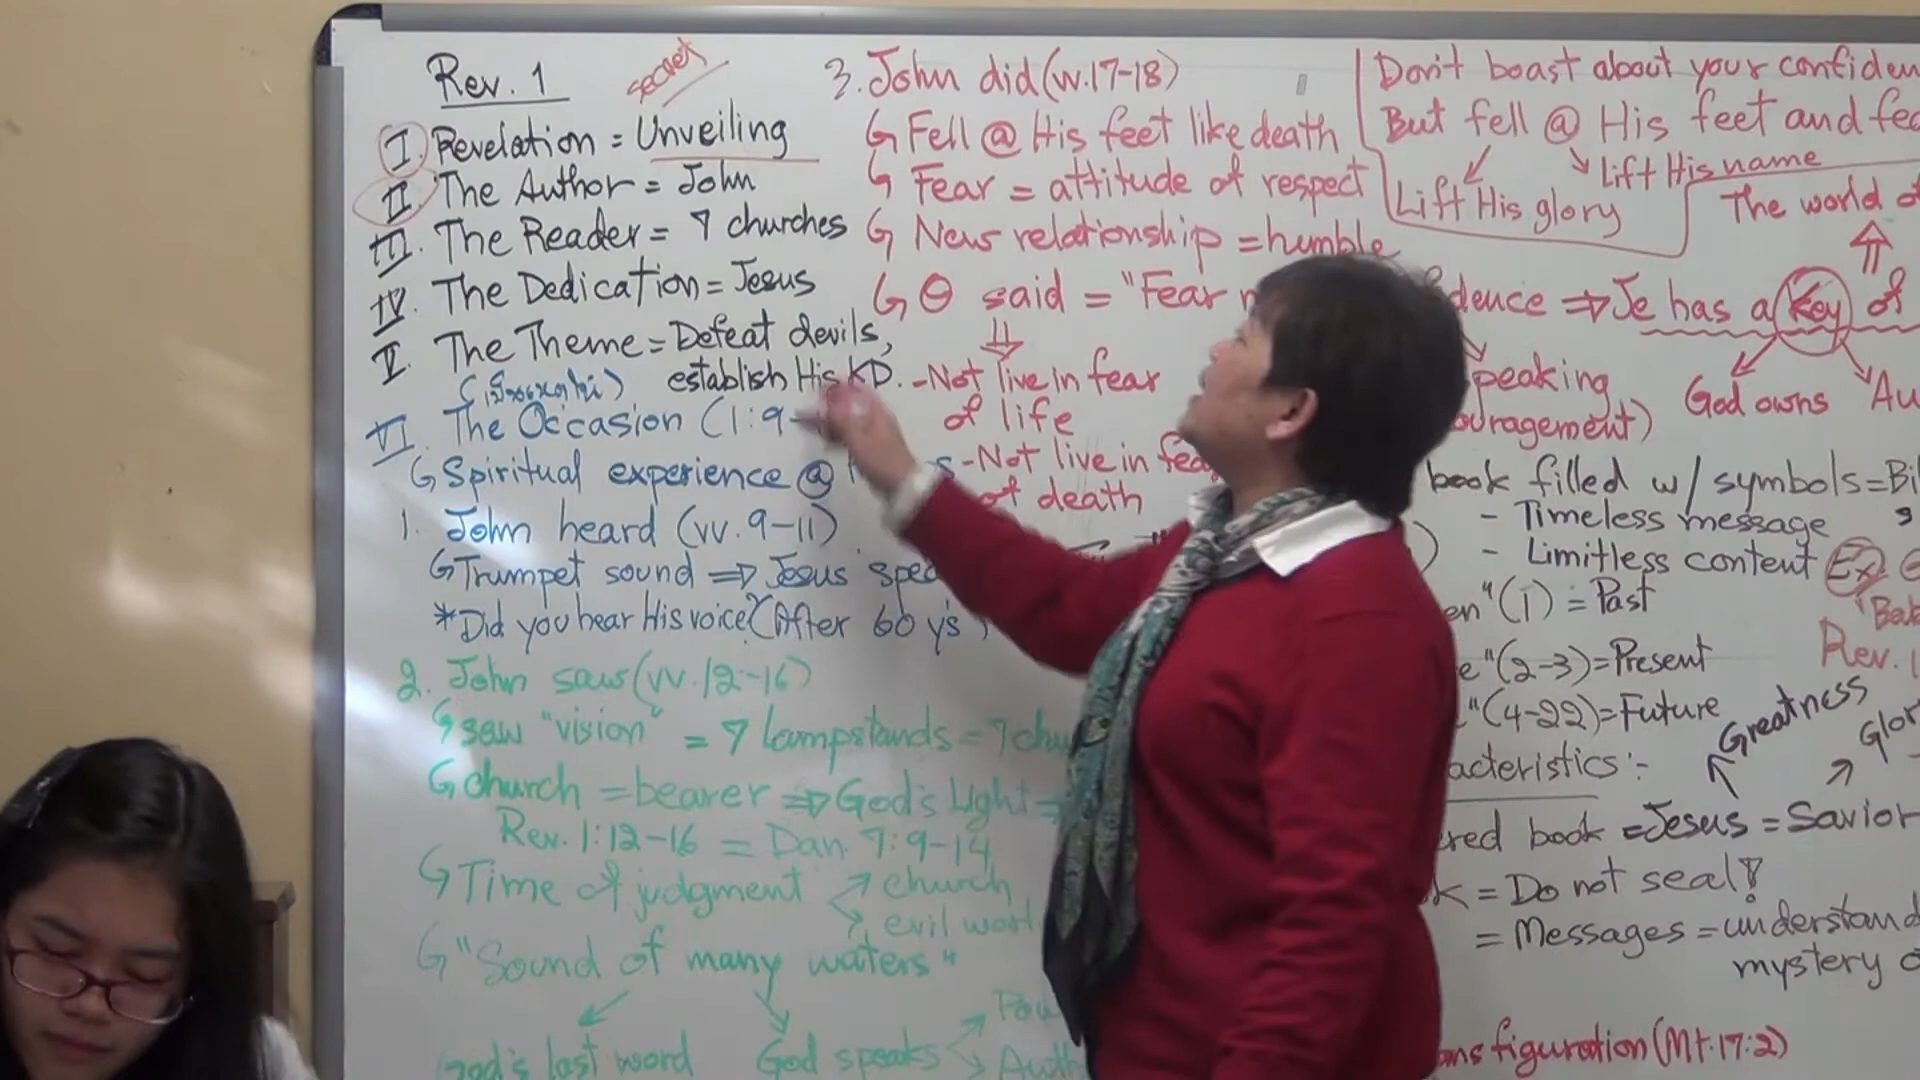 Rev. 1
secret
I. Revelation = Unveiling
II. The Author = John
III. The Reader = 7 churches
IV. The Dedication = Jesus
V. The Theme = Defeat devils,
establish His KD.
VI. The Occasion (1:9-
Spiritual experience @
1. John heard (vv. 9-11)
Trumpet sound ⇒ Jesus spea
*Did you hear His voice? (After 60 y's)
2. John saw (vv. 12-16)
saw "vision" = 7 lampstands = 7 chu
church = bearer ⇒ God's Light ⇒
Rev. 1:12-16 = Dan. 7:9-14
Time of judgment
church
evil worl
"Sound of many waters"
God's last word
God speaks
Pow
Auth
3. John did (vv. 17-18)
Fell @ His feet like death
Fear = attitude of respect
New relationship = humble
said = "Fear
dence ⇒ Je has a key of
-Not live in fear
of life
-Not live in fea
of death
Don't boast about your confiden
But fell @ His feet and fea
Lift His name
Lift His glory
The world of
peaking
ouragement)
God owns
Au
book filled w/ symbols = Bi
- Timeless message
- Limitless content
Ex
Bab
en" (1) = Past
Rev. 1
e" (2-3) = Present
" (4-22) = Future
Greatness
Glor
acteristics :-
red book = Jesus = Savior
k = Do not seal!
= Messages = understand
mystery o
nsfiguration (Mt. 17:2)